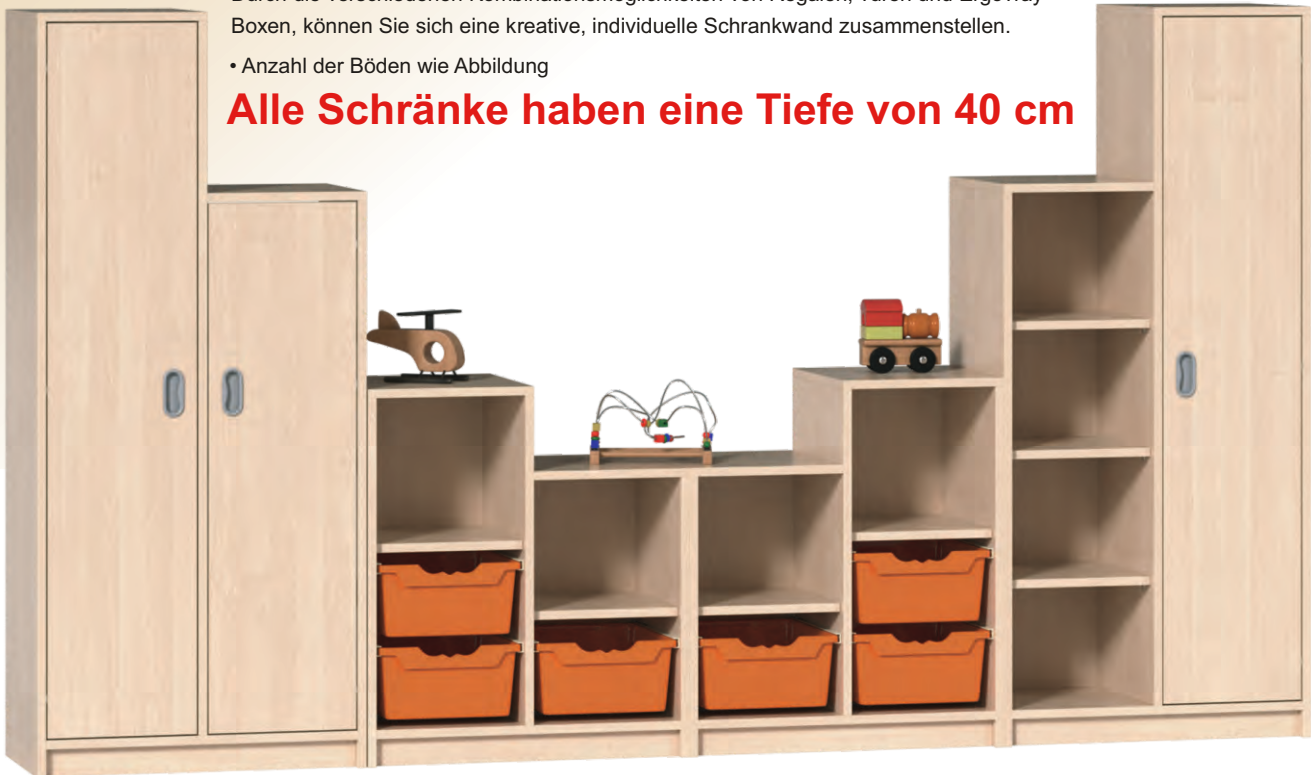 Boxen, können Sie sich eine kreative, individuelle Schrankwand zusammenstellen.
• Anzahl der Böden wie Abbildung
Alle Schränke haben eine Tiefe von 40 cm